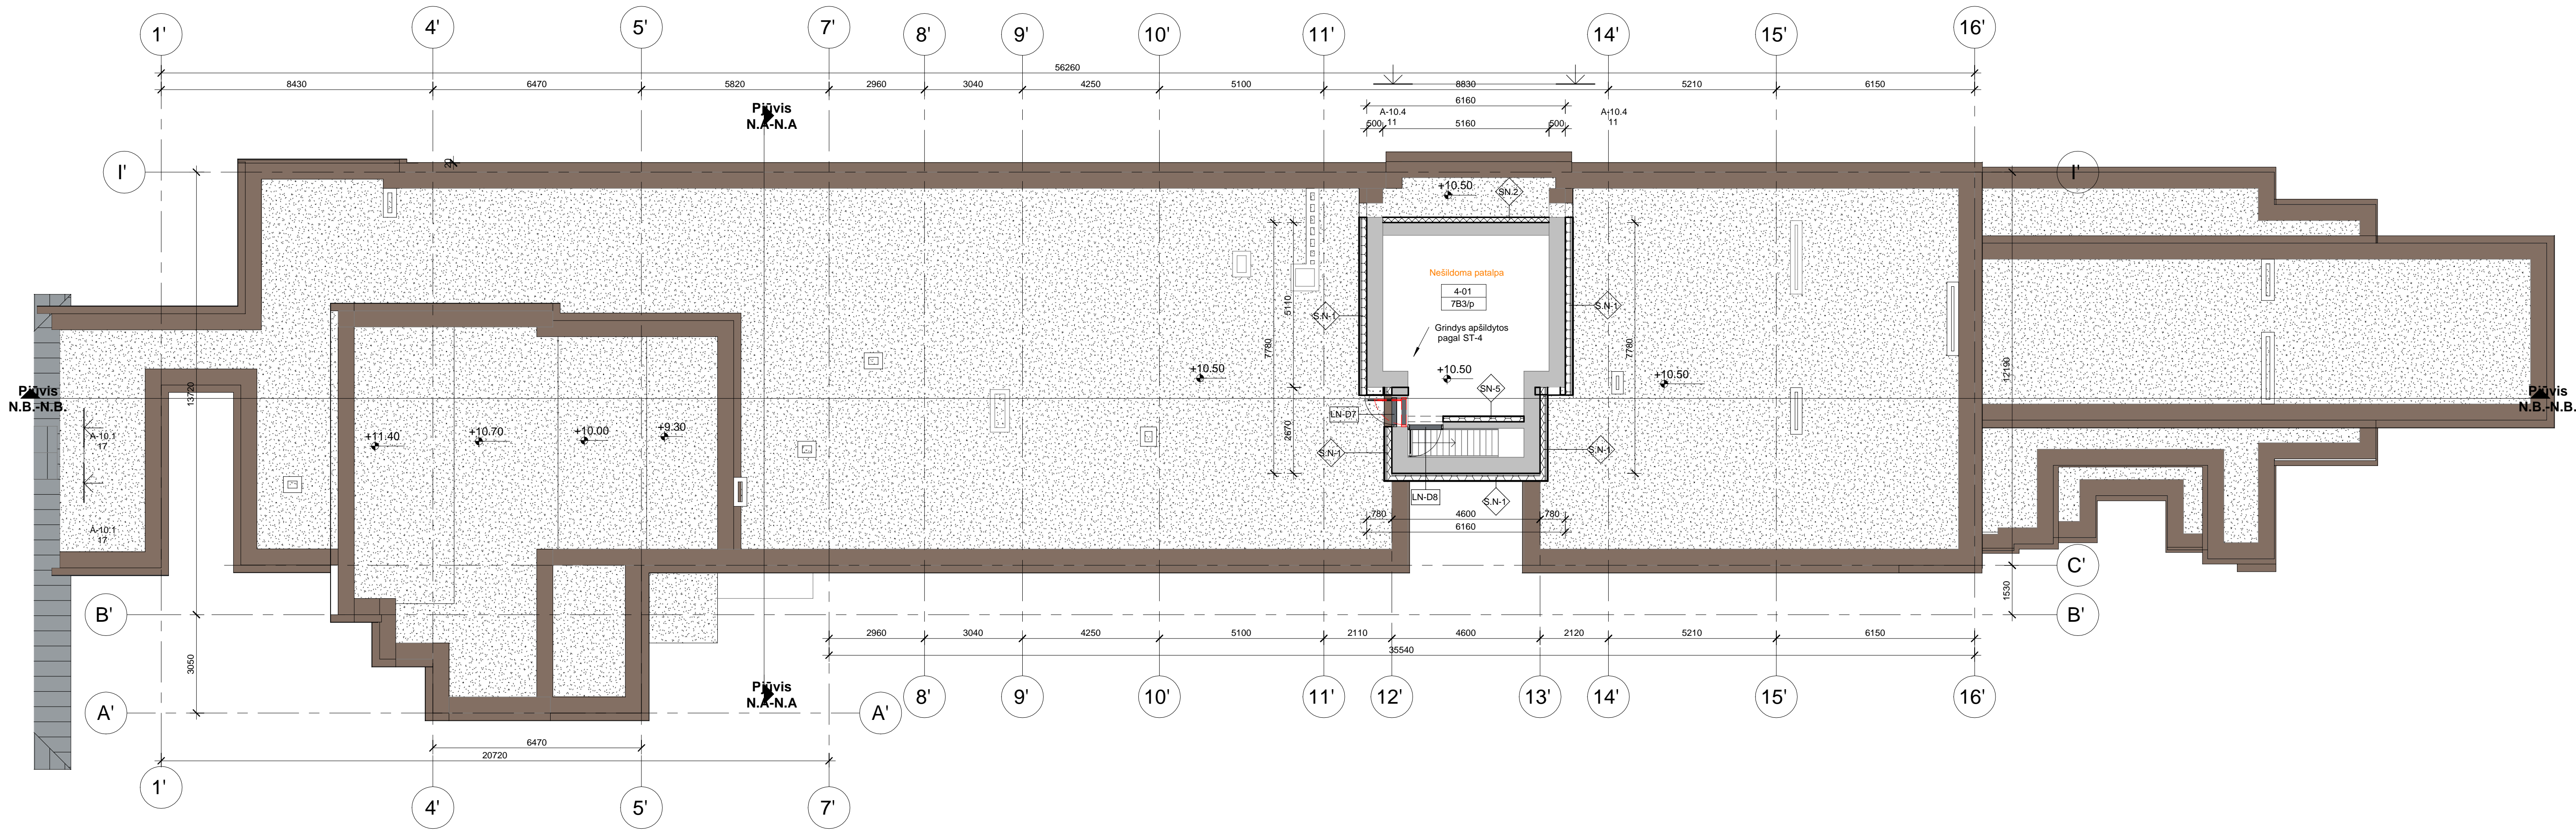 1'
4'
5'
7'
8'
9'
10'
11'
14'
15'
16'
56260
8430
6470
5820
2960
3040
4250
5100
8830
5210
6150
6160
Pjūvis
N.A-N.A
A-10.4
11
A-10.4
11
500
5160
500
20
I'
I'
+10.50
SN.2
Nešildoma patalpa
4-01
7B3/p
S.N-1
S.N-1
Grindys apšildytos
pagal ST-4
5110
7780
7780
12190
13720
+10.50
+10.50
+10.50
SN-5
Pjūvis
N.B.-N.B.
Pjūvis
N.B.-N.B.
LN-D7
A-10.1
17
+11.40
+10.70
+10.00
+9.30
2670
S.N-1
S.N-1
LN-D8
S.N-1
780
4600
780
6160
A-10.1
17
C'
1530
B'
B'
3050
2960
3040
4250
5100
2110
4600
2120
5210
6150
35540
Pjūvis
N.A-N.A
A'
A'
8'
9'
10'
11'
12'
13'
14'
15'
16'
6470
20720
1'
4'
5'
7'